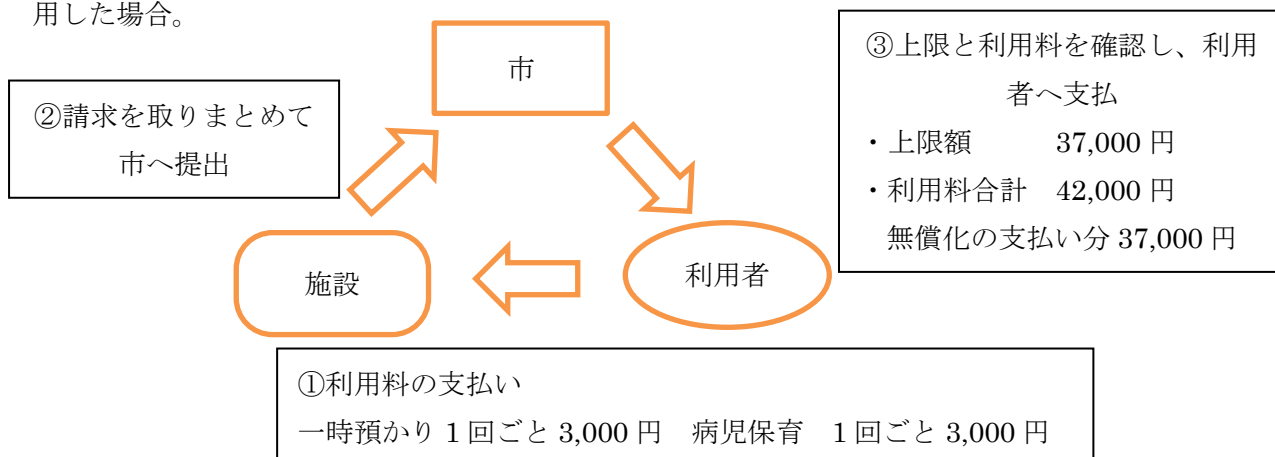 用した場合。
市
②請求を取りまとめて
市へ提出
③上限と利用料を確認し、利用
者へ支払
・上限額 37,000 円
・利用料合計 42,000 円
無償化の支払い分 37,000 円
施設
利用者
①利用料の支払い
一時預かり 1 回ごと 3,000 円 病児保育 1 回ごと 3,000 円